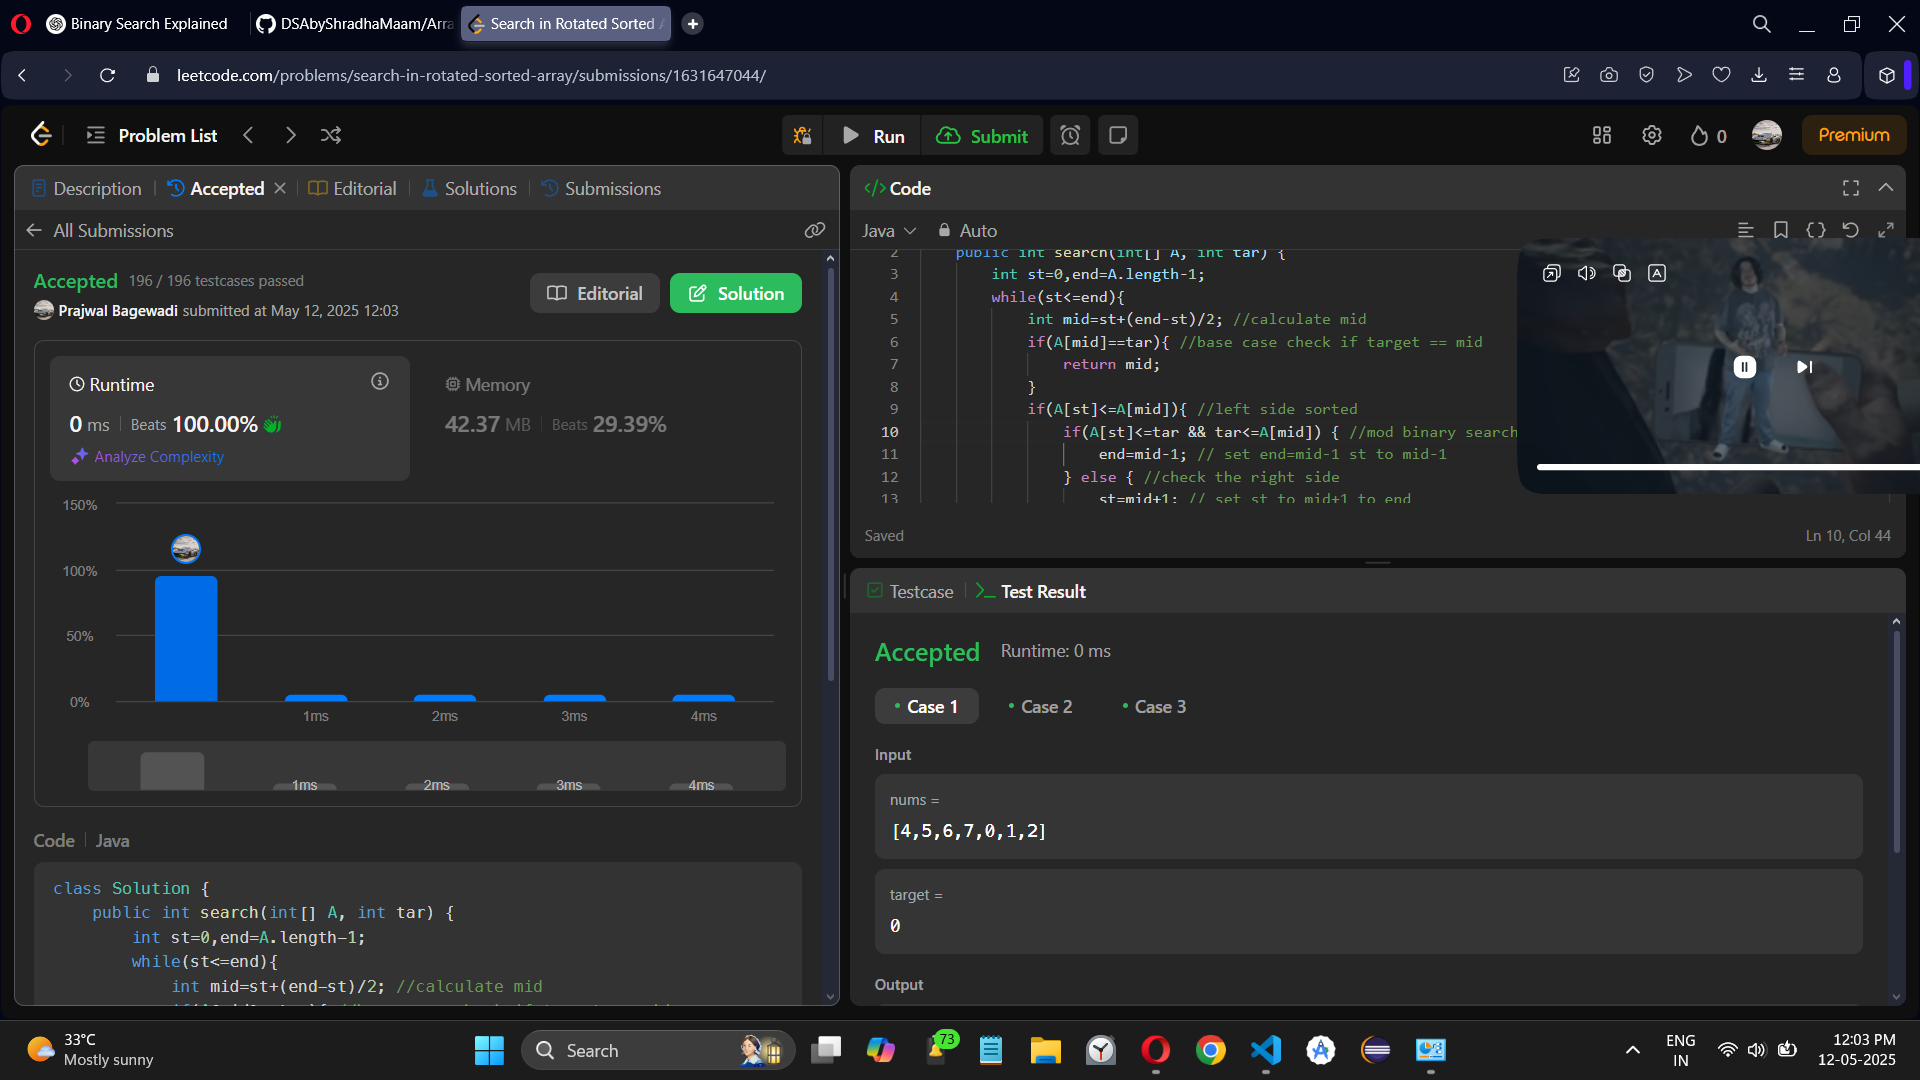 Binary Search Explained
DSAbyShradhaMaam/Arra
Search in Rotated Sorted A
leetcode.com/problems/search-in-rotated-sorted-array/submissions/1631647044/
Problem List
Run
Submit
0
Premium
Description
Accepted
Editorial
Solutions
Submissions
All Submissions
Accepted 196 / 196 testcases passed
Prajwal Bagewadi submitted at May 12, 2025 12:03
Editorial
Solution
Runtime
0 ms Beats 100.00%
Analyze Complexity
Memory
42.37 MB Beats 29.39%
150%
100%
50%
0%
1ms 2ms 3ms 4ms
1ms 2ms 3ms 4ms
Code Java
class Solution {
public int search(int[] A, int tar) {
int st=0,end=A.length-1;
while(st<=end){
int mid=st+(end-st)/2; //calculate mid
Code
Java
Auto
2 public int search(int[] A, int tar) {
3 int st=0,end=A.length-1;
4 while(st<=end){
5 int mid=st+(end-st)/2; //calculate mid
6 if(A[mid]==tar){ //base case check if target == mid
7 return mid;
8 }
9 if(A[st]<=A[mid]){ //left side sorted
10 if(A[st]<=tar && tar<=A[mid]) { //mod binary search
11 end=mid-1; // set end=mid-1 st to mid-1
12 } else { //check the right side
13 st=mid+1; // set st to mid+1 to end
Saved
Ln 10, Col 44
Testcase
Test Result
Accepted Runtime: 0 ms
Case 1
Case 2
Case 3
Input
nums =
[4,5,6,7,0,1,2]
target =
0
Output
33°C
Mostly sunny
Search
73
ENG
IN
12:03 PM
12-05-2025